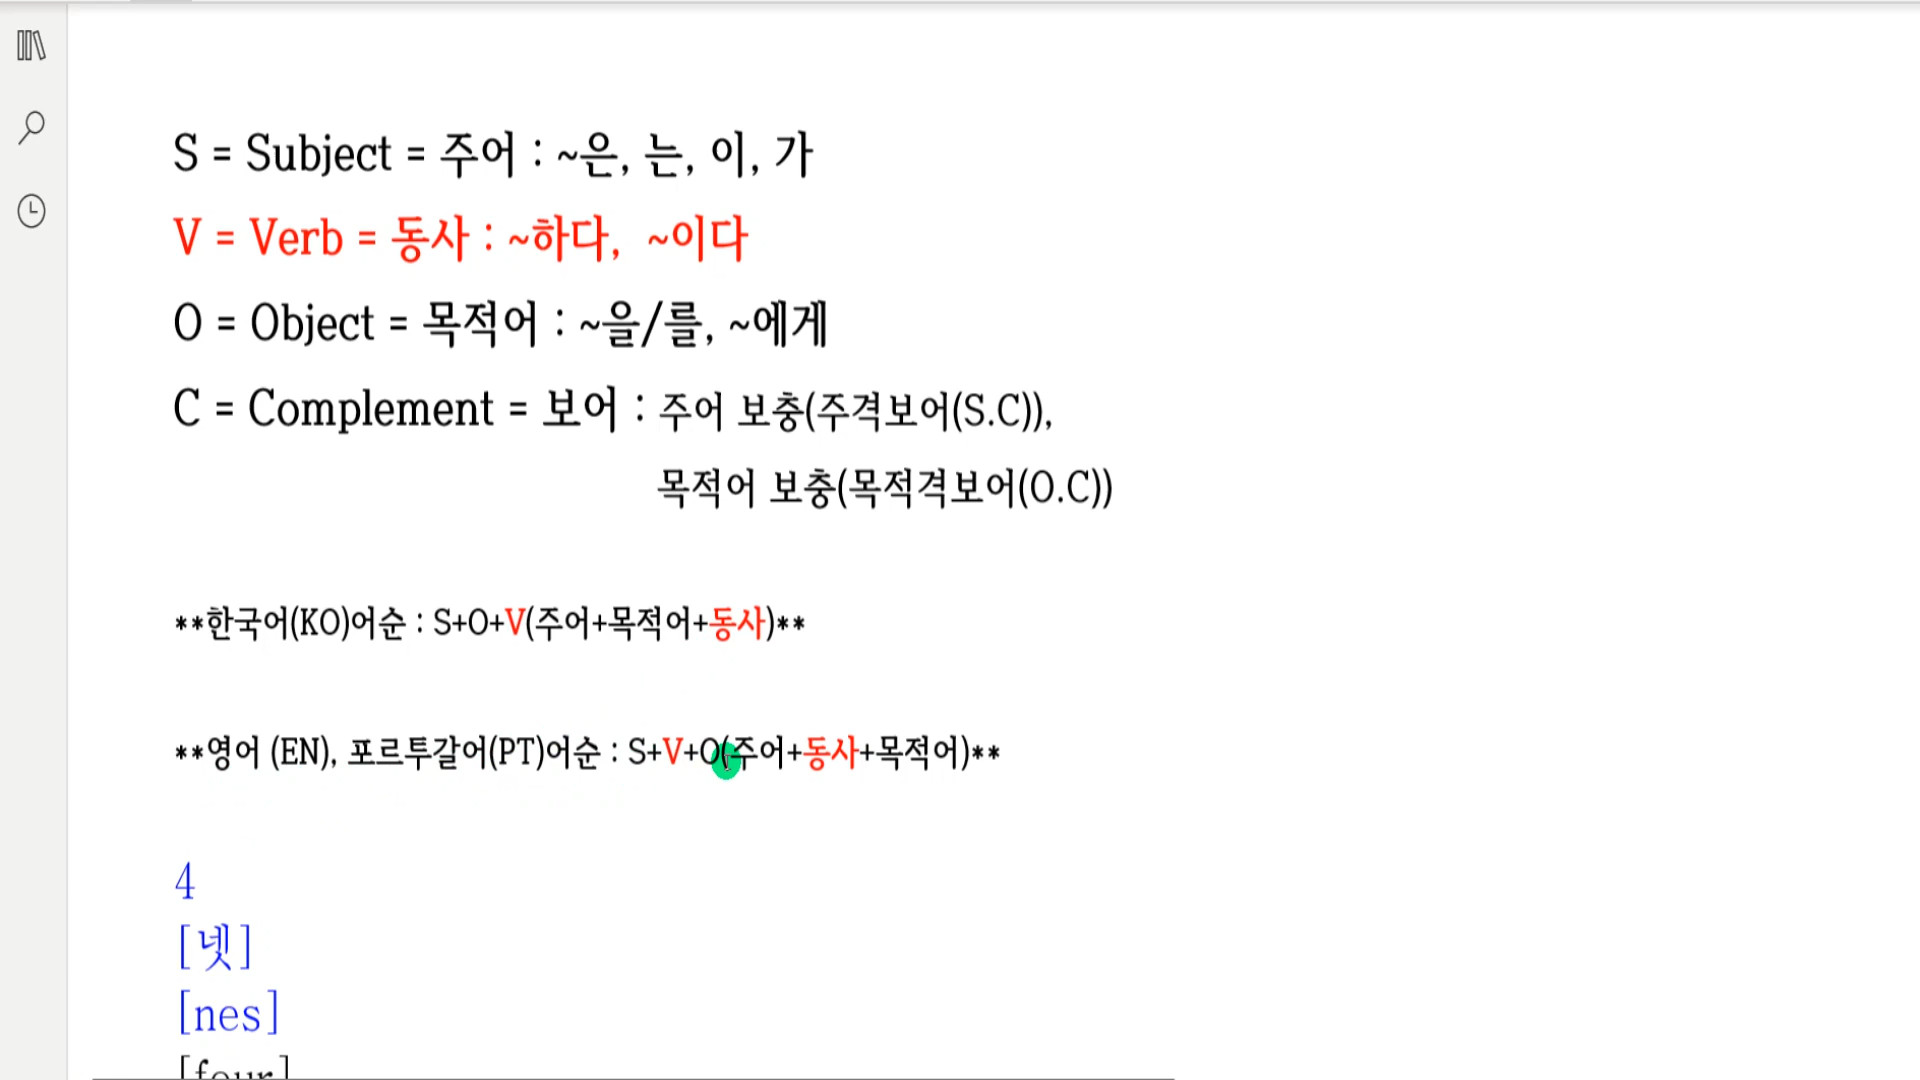 S = Subject = 주어 : ~은, 는, 이, 가
V = Verb = 동사 : ~하다, ~이다
O = Object = 목적어 : ~을/를, ~에게
C = Complement = 보어 : 주어 보충(주격보어(S.C)),
목적어 보충(목적격보어(O.C))
**한국어(KO)어순 : S+O+V(주어+목적어+동사)**
**영어 (EN), 포르투갈어(PT)어순 : S+V+O(주어+동사+목적어)**
4
[넷]
[nes]
[four]